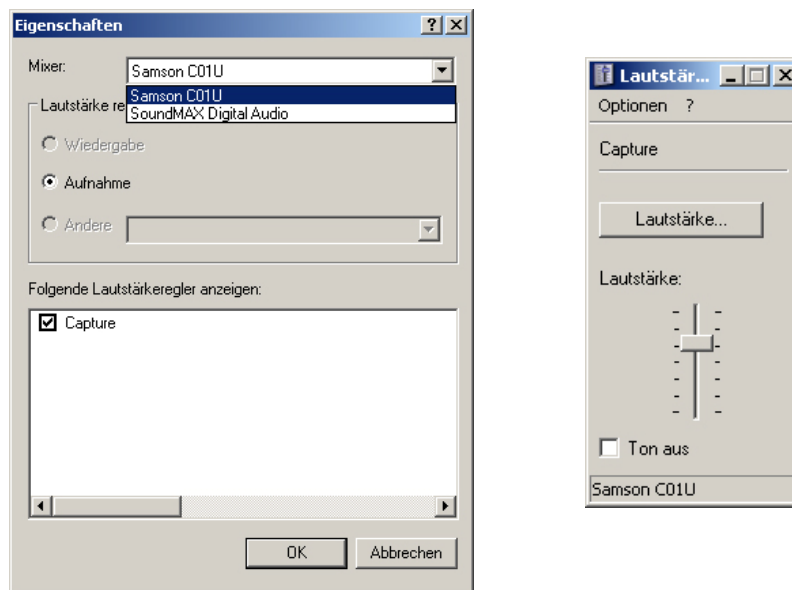 Eigenschaften
Mixer:
Samson C01U
Samson C01U
SoundMAX Digital Audio
Lautstärke re
Wiedergabe
Aufnahme
Andere
Folgende Lautstärkeregler anzeigen:
Capture
OK Abbrechen
Lautstär...
Optionen ?
Capture
Lautstärke...
Lautstärke:
Ton aus
Samson C01U